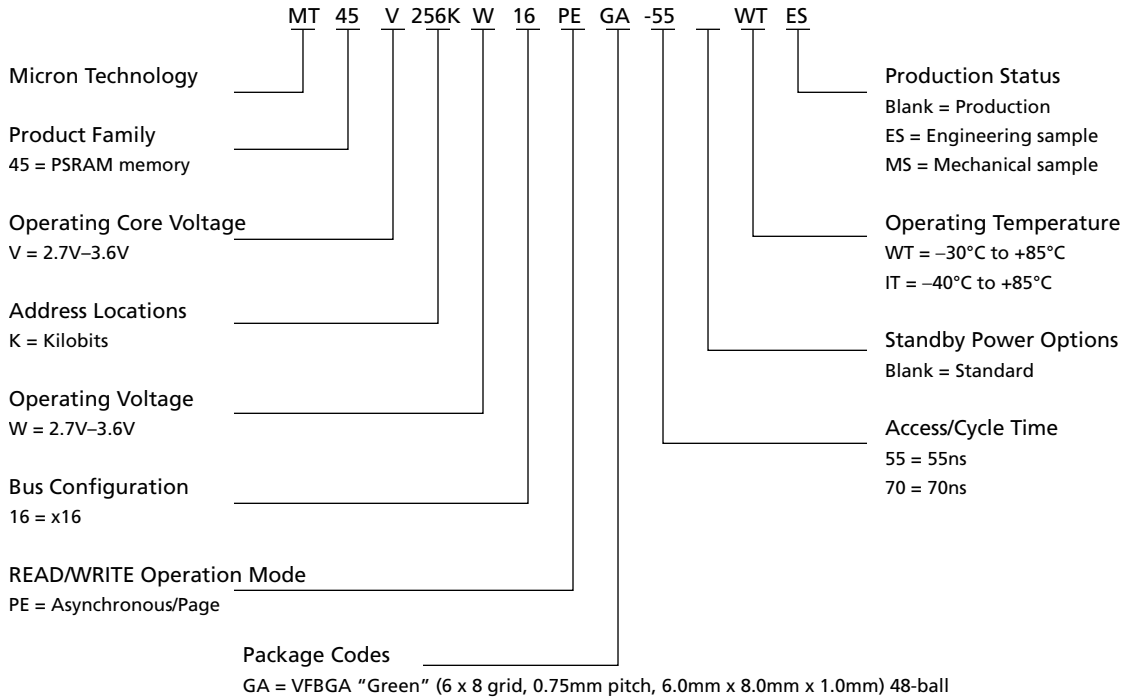 MT 45 V 256K W 16 PE GA -55 WT ES
Micron Technology
Product Family
45 = PSRAM memory
Operating Core Voltage
V = 2.7V–3.6V
Address Locations
K = Kilobits
Operating Voltage
W = 2.7V–3.6V
Bus Configuration
16 = x16
READ/WRITE Operation Mode
PE = Asynchronous/Page
Package Codes
GA = VFBGA “Green” (6 x 8 grid, 0.75mm pitch, 6.0mm x 8.0mm x 1.0mm) 48-ball
Production Status
Blank = Production
ES = Engineering sample
MS = Mechanical sample
Operating Temperature
WT = –30°C to +85°C
IT = –40°C to +85°C
Standby Power Options
Blank = Standard
Access/Cycle Time
55 = 55ns
70 = 70ns